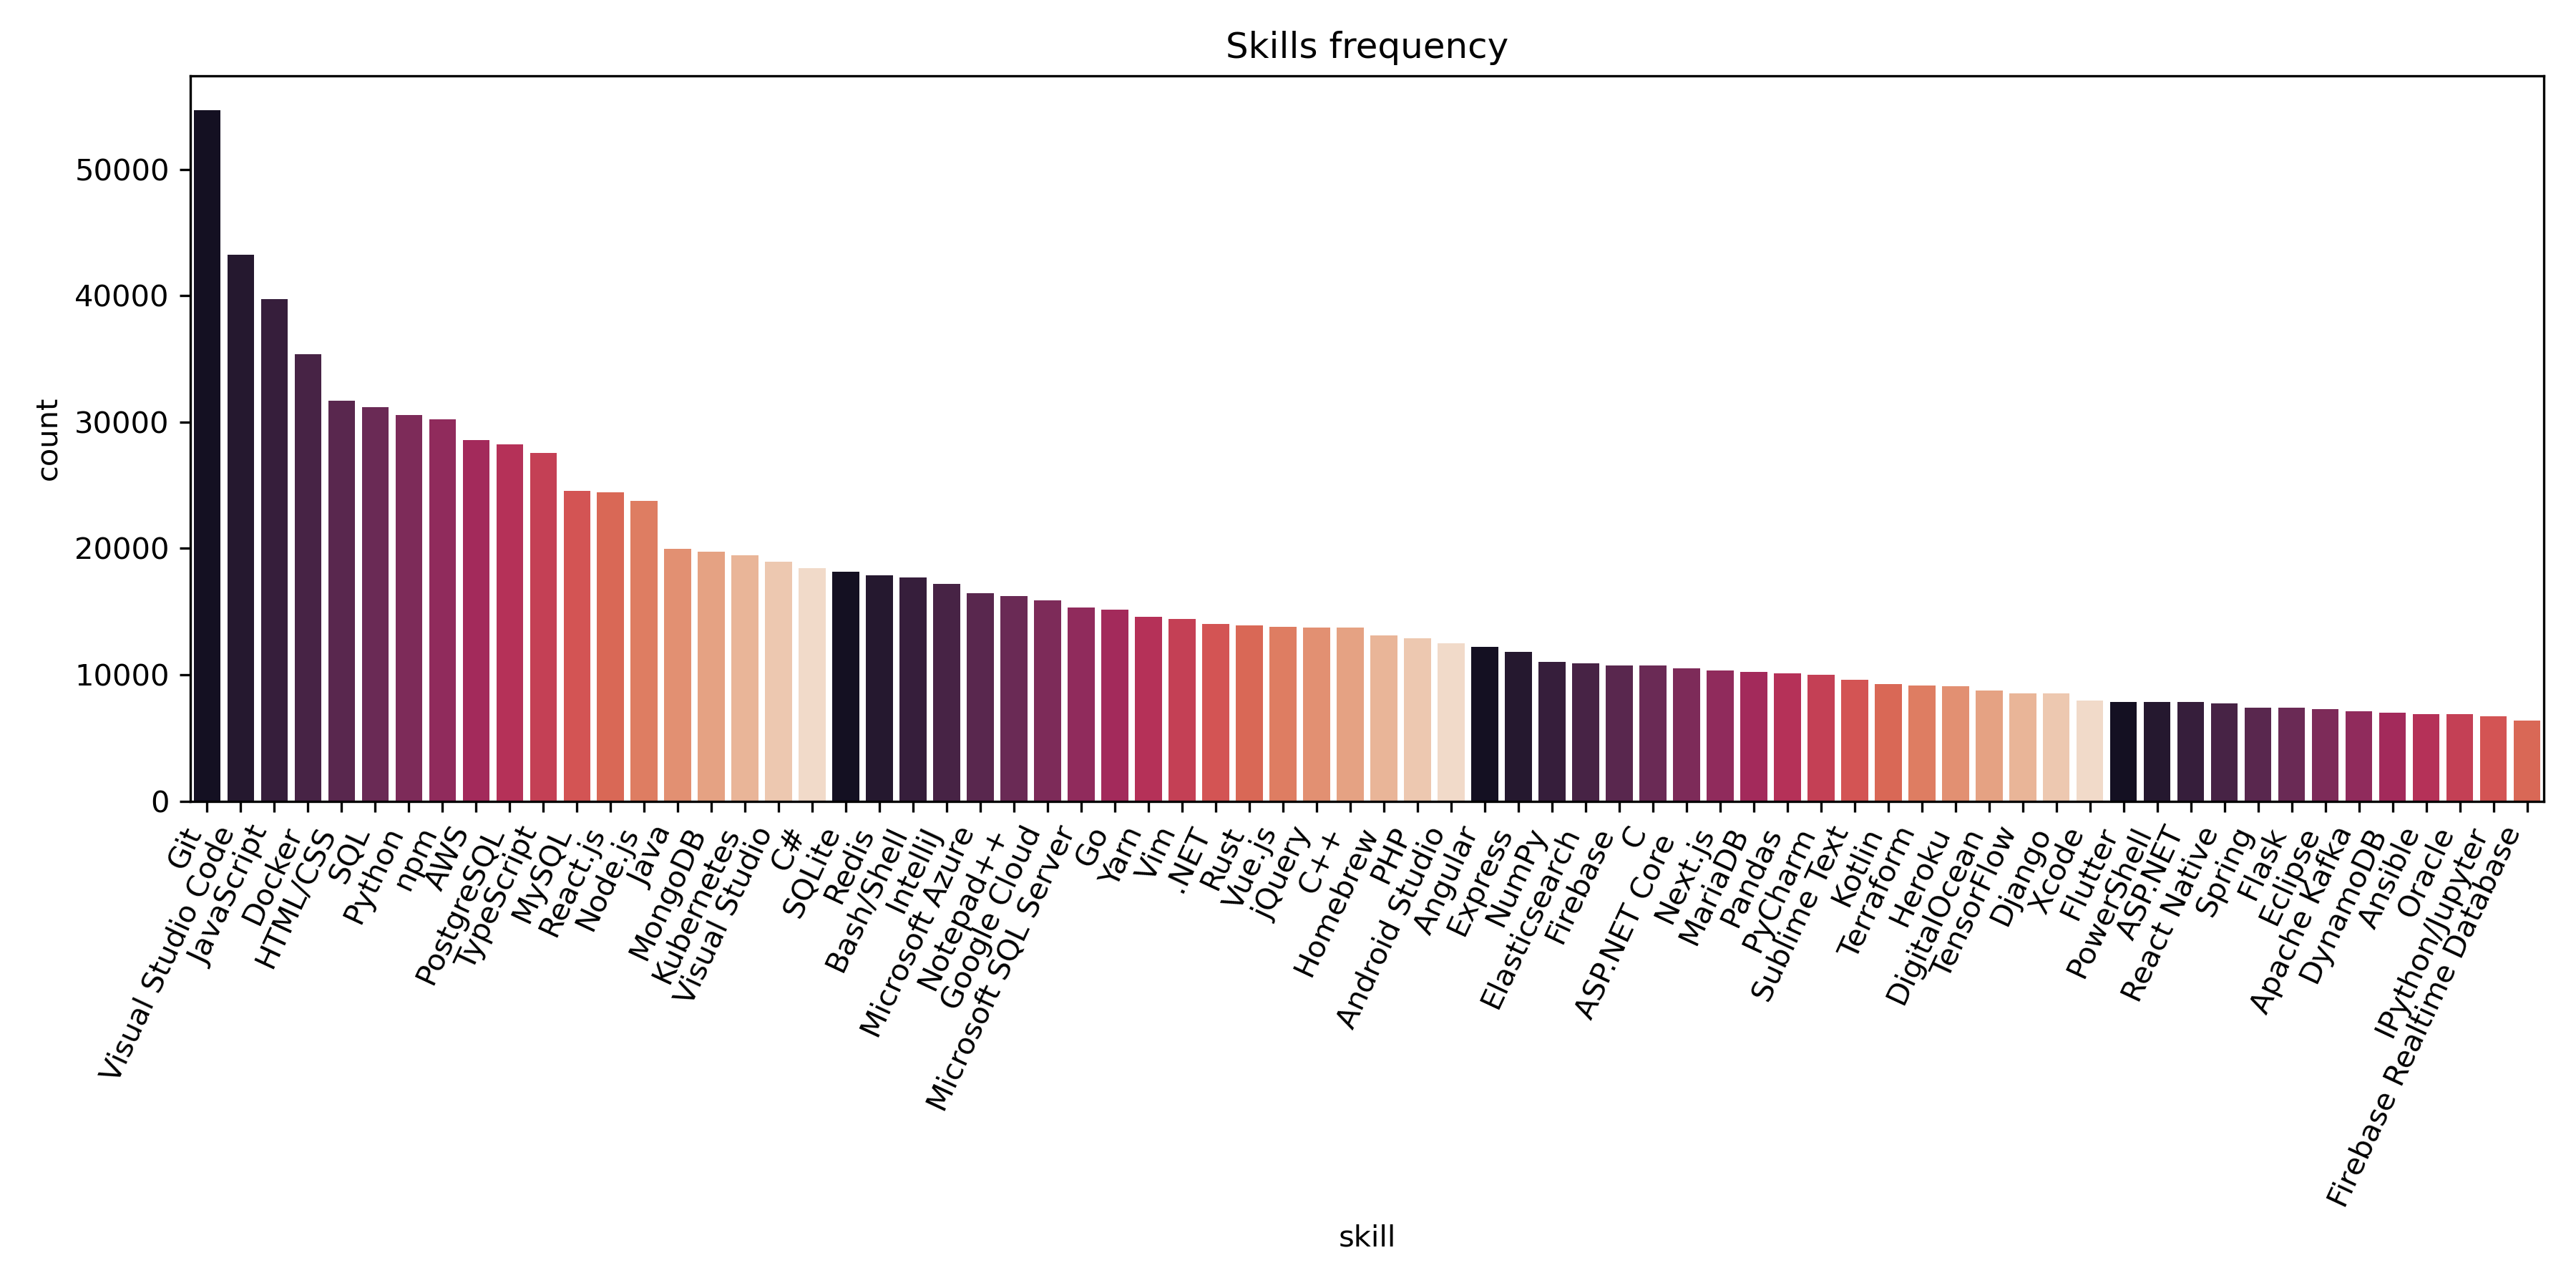 Skills frequency
50000
40000
30000
20000
10000
0
count
Git
Visual Studio Code
JavaScript
Docker
HTML/CSS
SQL
Python
npm
AWS
PostgreSQL
TypeScript
MySQL
React.js
Node.js
Java
MongoDB
Kubernetes
Visual Studio
C#
SQLite
Redis
Bash/Shell
IntelliJ
Microsoft Azure
Notepad++
Google Cloud
Microsoft SQL Server
Go
Yarn
Vim
.NET
Rust
Vue.js
jQuery
C++
Homebrew
PHP
Android Studio
Angular
Express
NumPy
Elasticsearch
Firebase
C
ASP.NET Core
Next.js
MariaDB
Pandas
PyCharm
Sublime Text
Kotlin
Terraform
Heroku
DigitalOcean
TensorFlow
Django
Xcode
Flutter
PowerShell
ASP.NET
React Native
Spring
Flask
Eclipse
Apache Kafka
DynamoDB
Ansible
Oracle
IPython/Jupyter
Firebase Realtime Database
skill